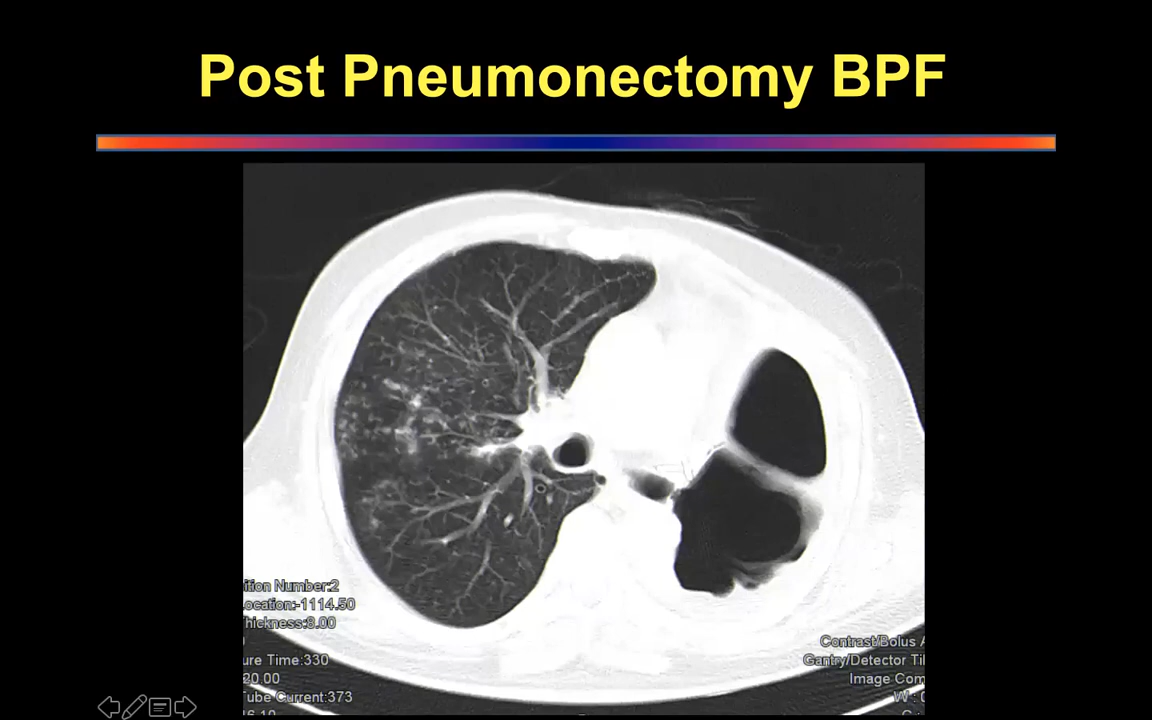 Post Pneumonectomy BPF
ition Number:2
ocation:-1114.50
hickness:8.00
ure Time:330
20.00
Tube Current:373
Contrast/Bolus A
Gantry/Detector Til
Image Com